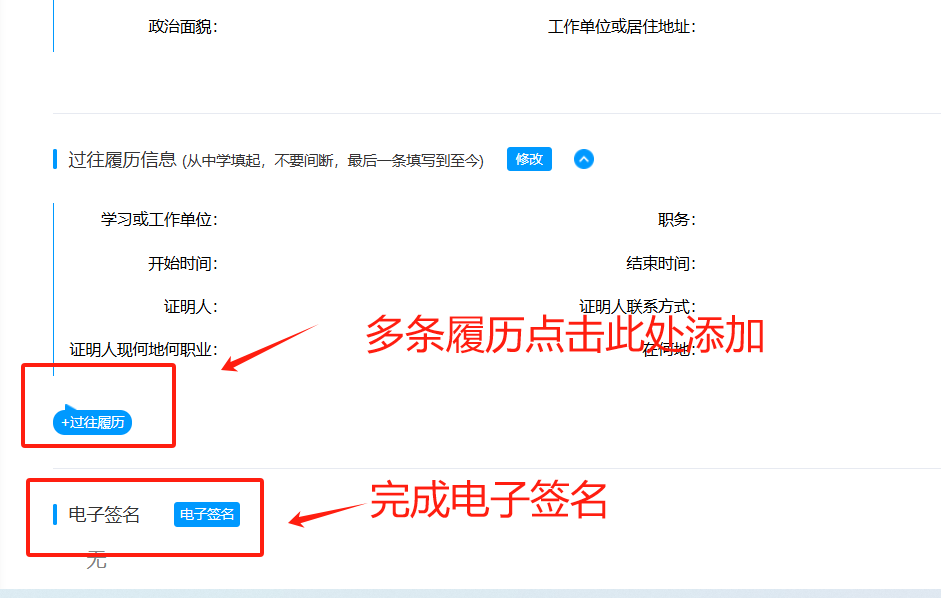 政治面貌： 工作单位或居住地址：
过往履历信息 (从中学填起，不要间断，最后一条填写到至今) 修改
学习或工作单位： 职务：
开始时间： 结束时间：
证明人： 证明人联系方式：
多条履历点击此处添加
证明人现何地何职业： 在何地：
+过往履历
完成电子签名
电子签名 电子签名
无